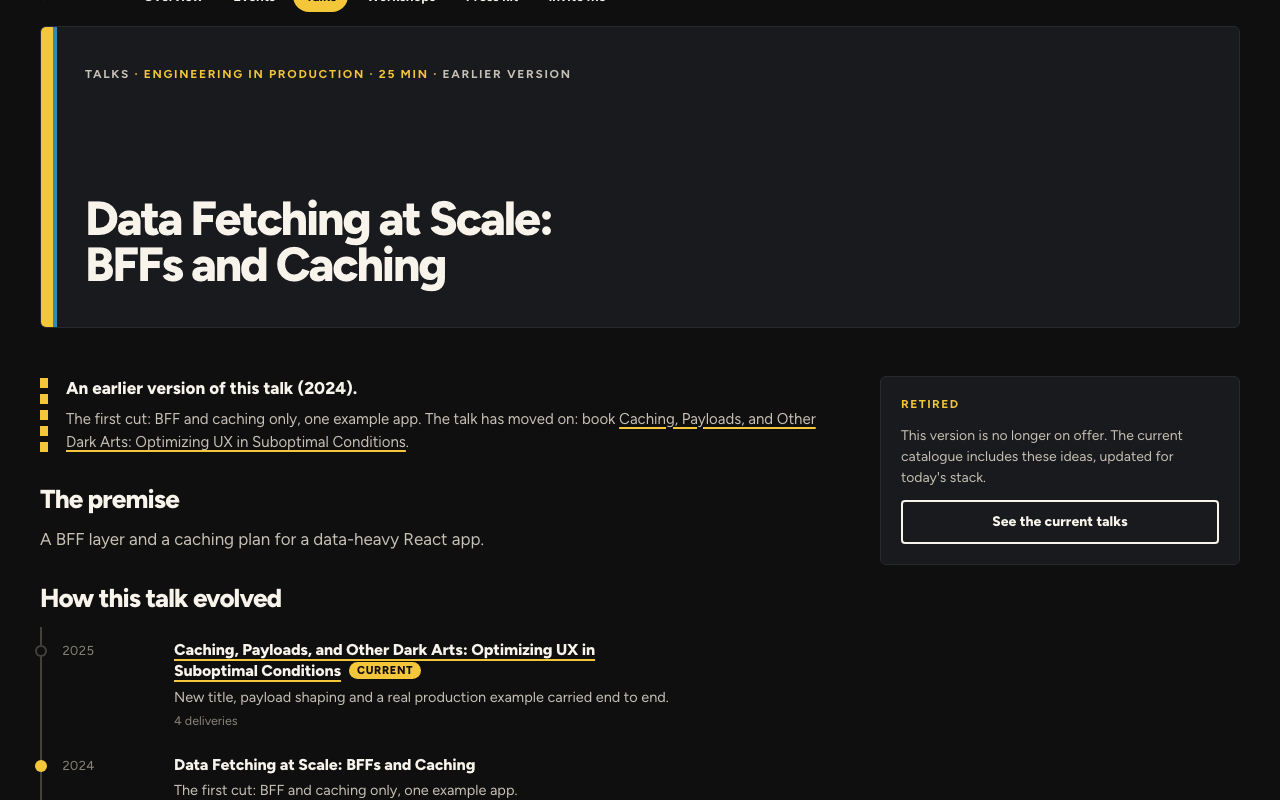 TALKS · ENGINEERING IN PRODUCTION · 25 MIN · EARLIER VERSION
Data Fetching at Scale:
BFFs and Caching
An earlier version of this talk (2024).
The first cut: BFF and caching only, one example app. The talk has moved on: book Caching, Payloads, and Other
Dark Arts: Optimizing UX in Suboptimal Conditions.
RETIRED
This version is no longer on offer. The current
catalogue includes these ideas, updated for
today's stack.
See the current talks
The premise
A BFF layer and a caching plan for a data-heavy React app.
How this talk evolved
2025
Caching, Payloads, and Other Dark Arts: Optimizing UX in
Suboptimal Conditions CURRENT
New title, payload shaping and a real production example carried end to end.
4 deliveries
2024
Data Fetching at Scale: BFFs and Caching
The first cut: BFF and caching only, one example app.